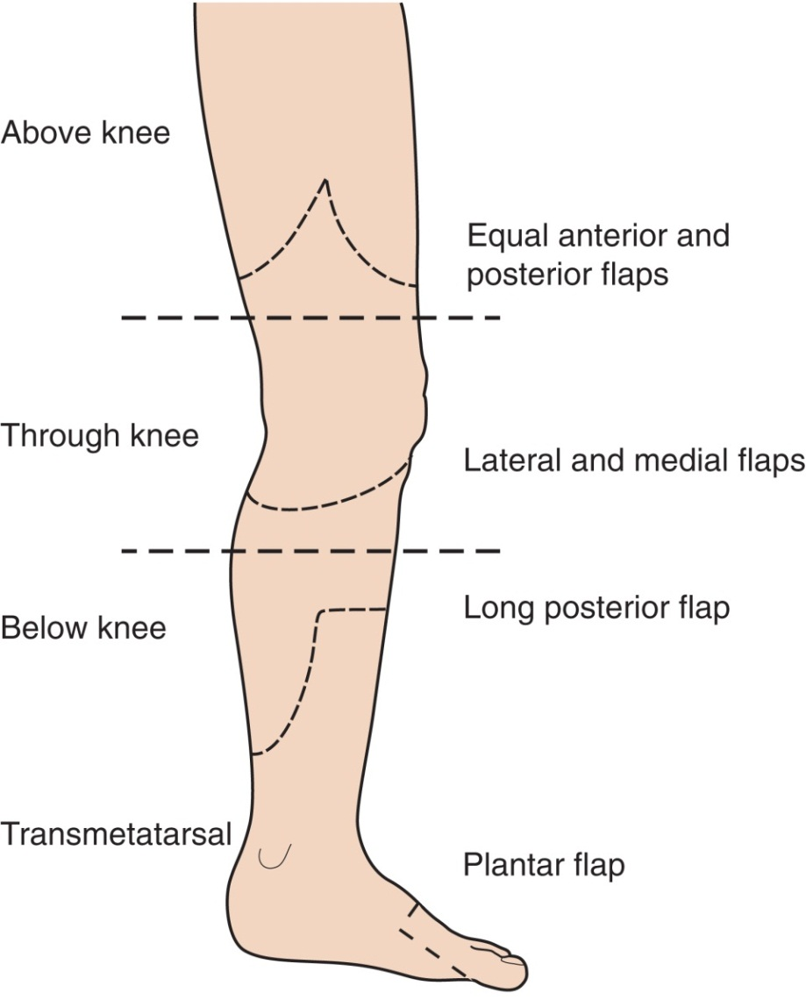 Above knee
Equal anterior and
posterior flaps
Through knee
Lateral and medial flaps
Long posterior flap
Below knee
Transmetatarsal
Plantar flap